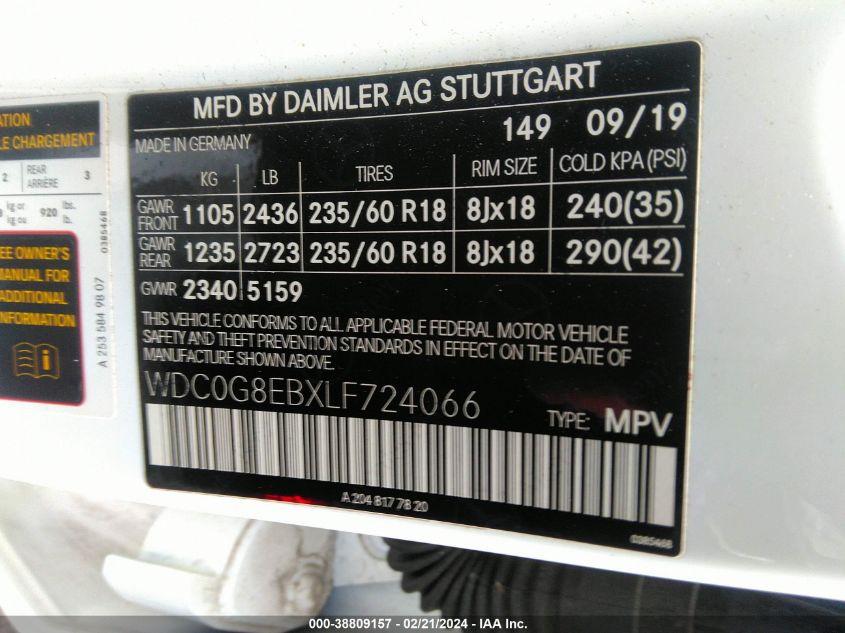 ATION
LE CHARGEMENT
2 REAR ARRIÈRE 3
kg or kg ou 920 lbs. lb.
EE OWNER'S
MANUAL FOR
ADDITIONAL
INFORMATION
A 253 584 98 07
0385468
MFD BY DAIMLER AG STUTTGART
149 09/19
MADE IN GERMANY
KG LB TIRES RIM SIZE COLD KPA (PSI)
GAWR FRONT 1105 2436 235/60 R18 8Jx18 240(35)
GAWR REAR 1235 2723 235/60 R18 8Jx18 290(42)
GVWR 2340 5159
THIS VEHICLE CONFORMS TO ALL APPLICABLE FEDERAL MOTOR VEHICLE
SAFETY AND THEFT PREVENTION STANDARDS IN EFFECT ON THE DATE OF
MANUFACTURE SHOWN ABOVE.
WDC0G8EBXLF724066
TYPE: MPV
A 204 817 78 20
0385468
000-38809157 - 02/21/2024 - IAA Inc.